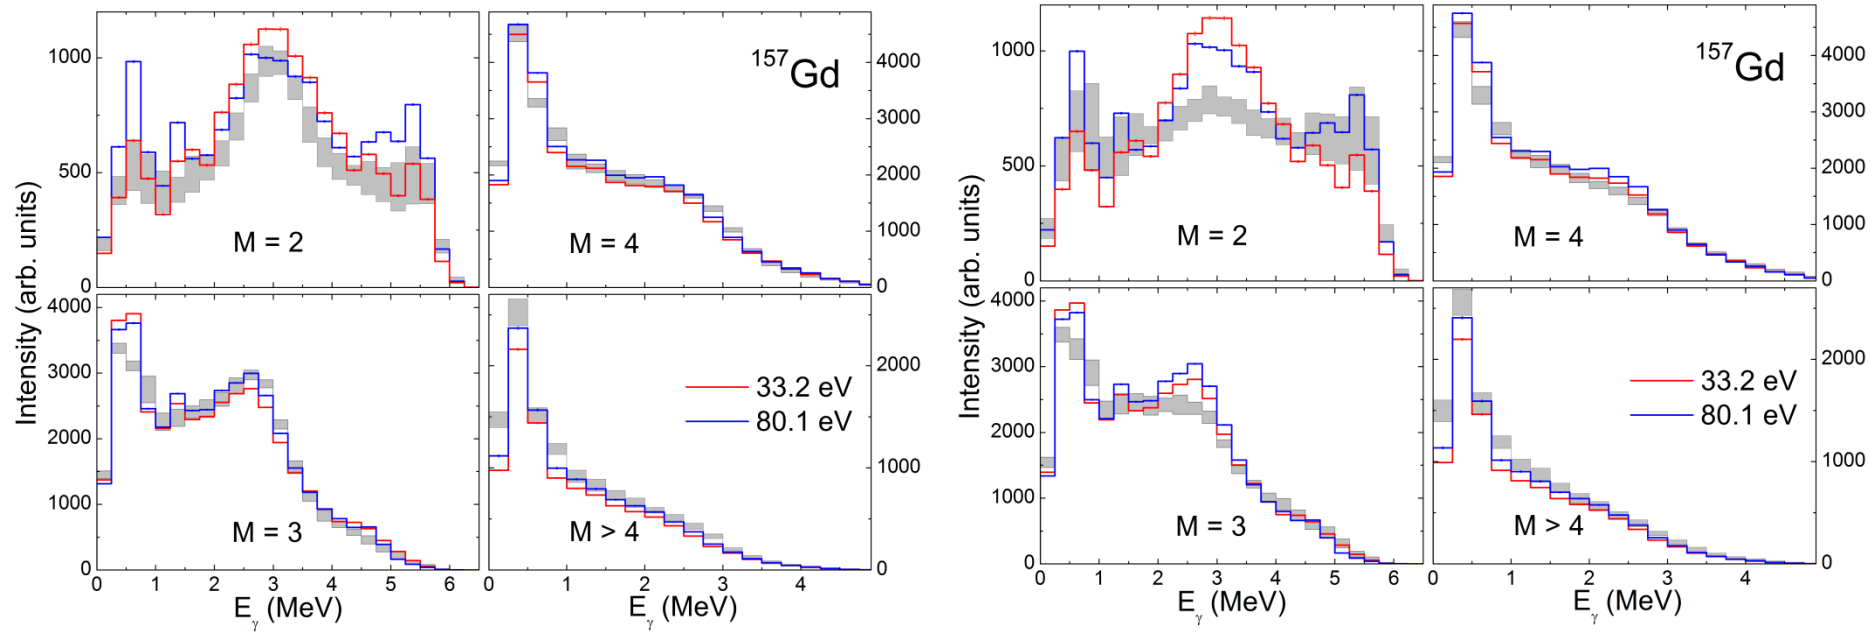 Intensity (arb. units)
1000
500
0
M = 2
157Gd
4000
3000
2000
1000
0
M = 4
4000
3000
2000
1000
0
M = 3
0 1 2 3 4 5 6
Eγ (MeV)
33.2 eV
80.1 eV
2000
1000
0
M > 4
1 2 3 4
Eγ (MeV)
Intensity (arb. units)
1000
500
0
M = 2
157Gd
4000
3000
2000
1000
0
M = 4
4000
3000
2000
1000
0
M = 3
0 1 2 3 4 5 6
Eγ (MeV)
33.2 eV
80.1 eV
2000
1000
0
M > 4
1 2 3 4
Eγ (MeV)